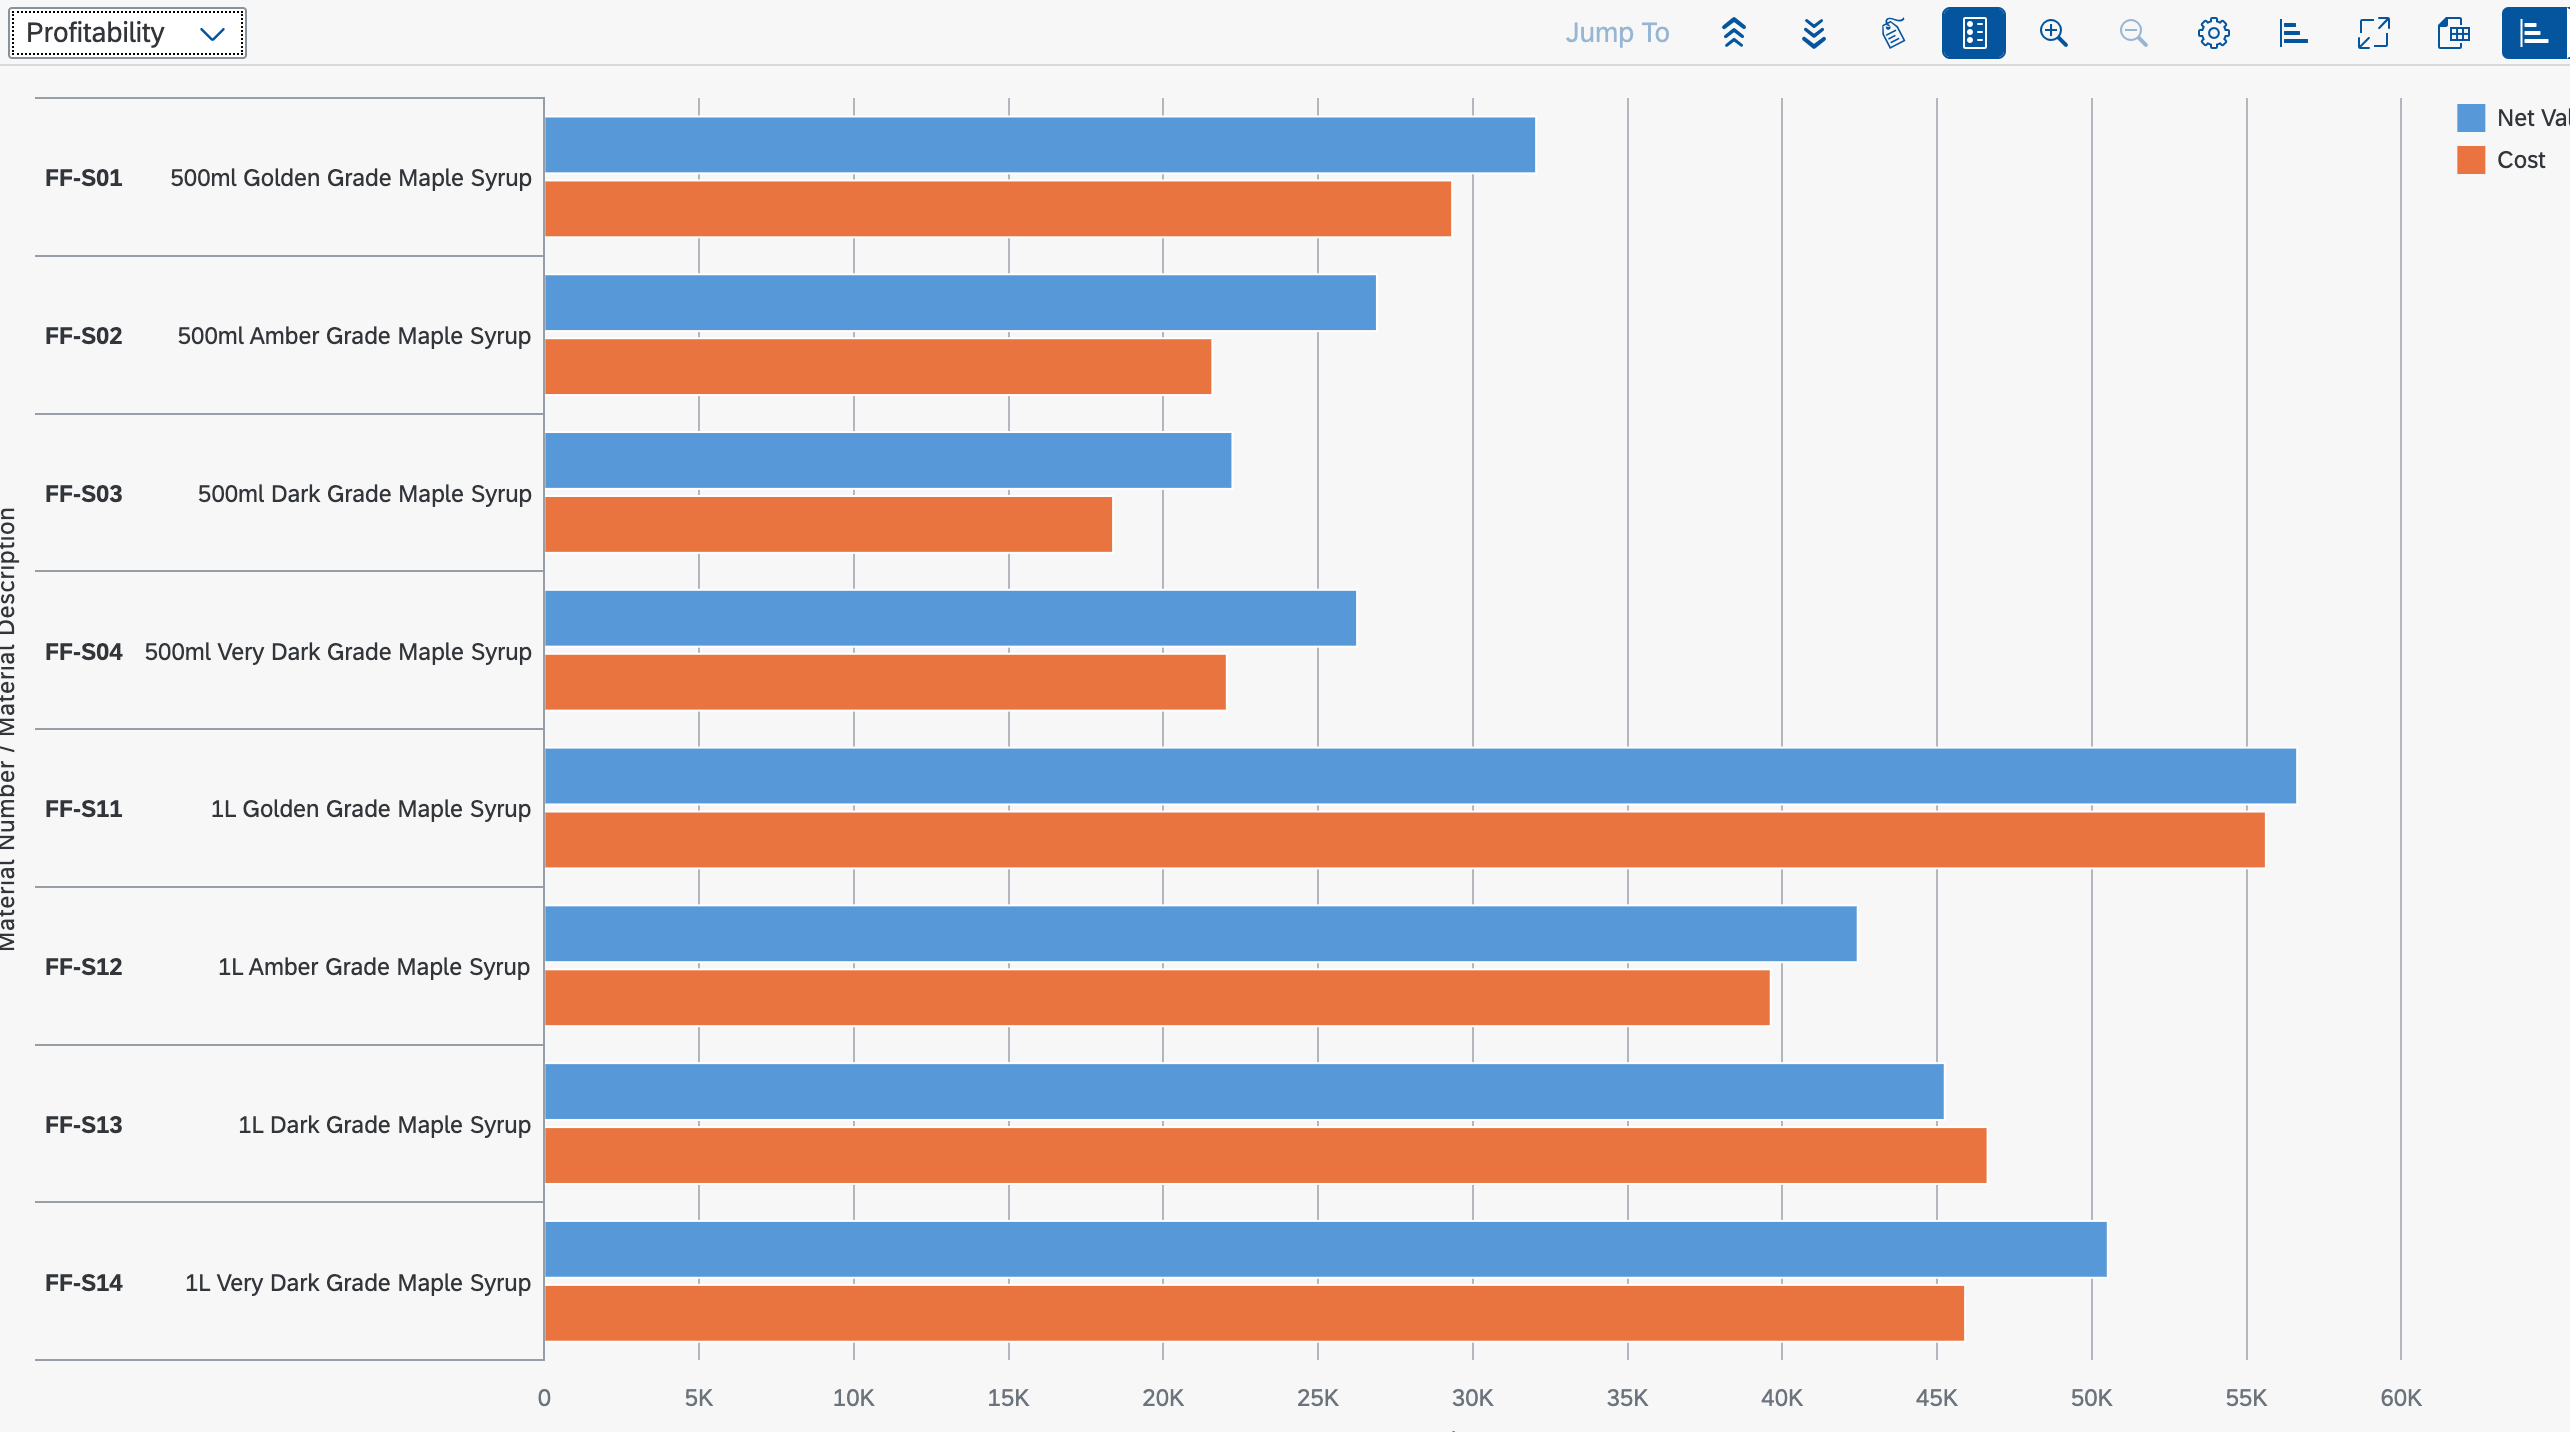 Profitability
Jump To
Net Val
Cost
Material Number / Material Description
FF-S01 500ml Golden Grade Maple Syrup
FF-S02 500ml Amber Grade Maple Syrup
FF-S03 500ml Dark Grade Maple Syrup
FF-S04 500ml Very Dark Grade Maple Syrup
FF-S11 1L Golden Grade Maple Syrup
FF-S12 1L Amber Grade Maple Syrup
FF-S13 1L Dark Grade Maple Syrup
FF-S14 1L Very Dark Grade Maple Syrup
0 5K 10K 15K 20K 25K 30K 35K 40K 45K 50K 55K 60K